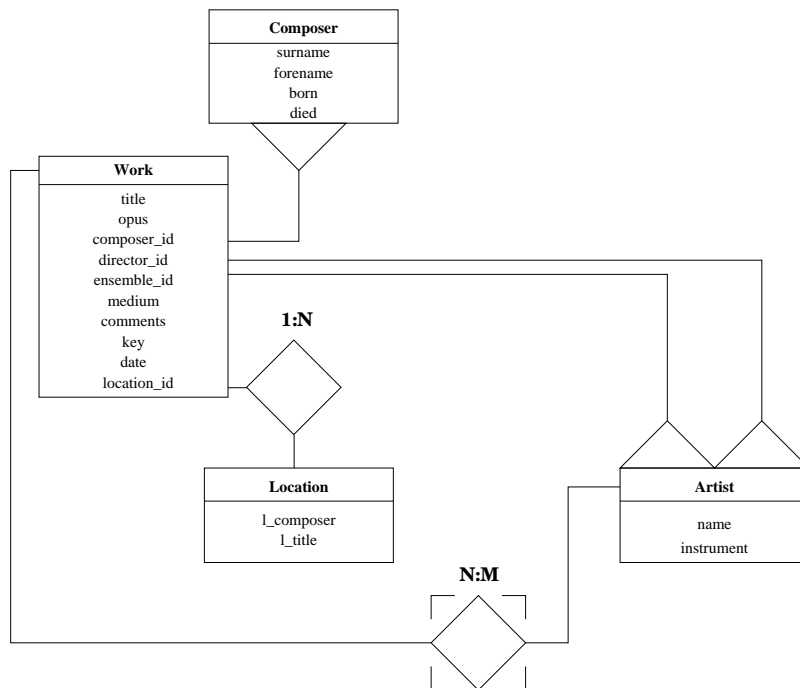 Composer
surname
forename
born
died
Work
title
opus
composer_id
director_id
ensemble_id
medium
comments
key
date
location_id
1:N
Location
l_composer
l_title
Artist
name
instrument
N:M